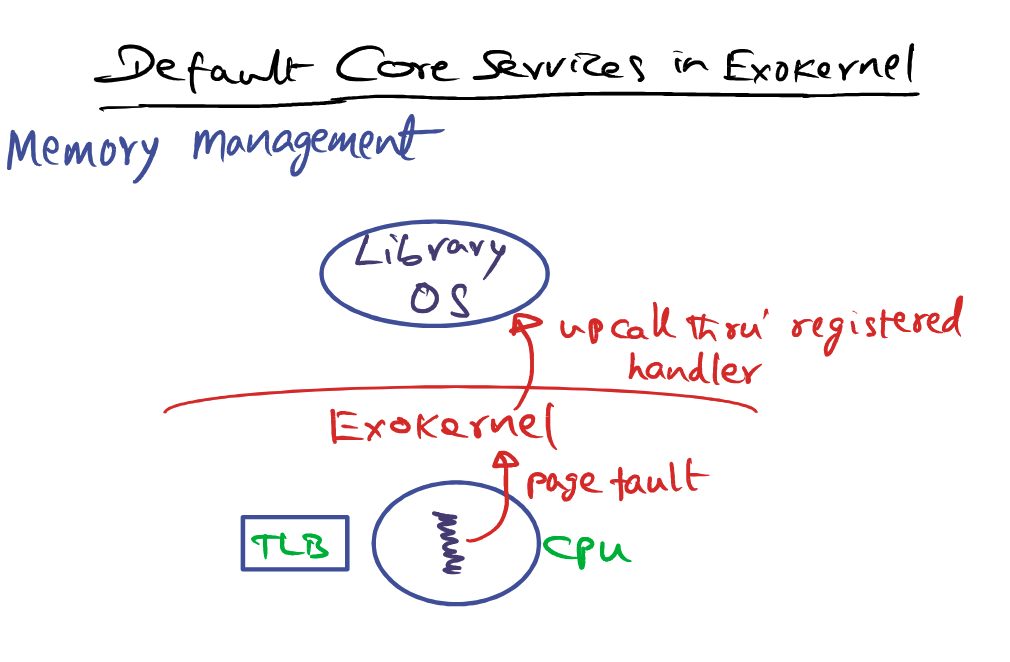 Default Core Services in Exokernel
Memory management
Library
OS
upcall thru' registered
handler
Exokernel
page fault
TLB
CPU